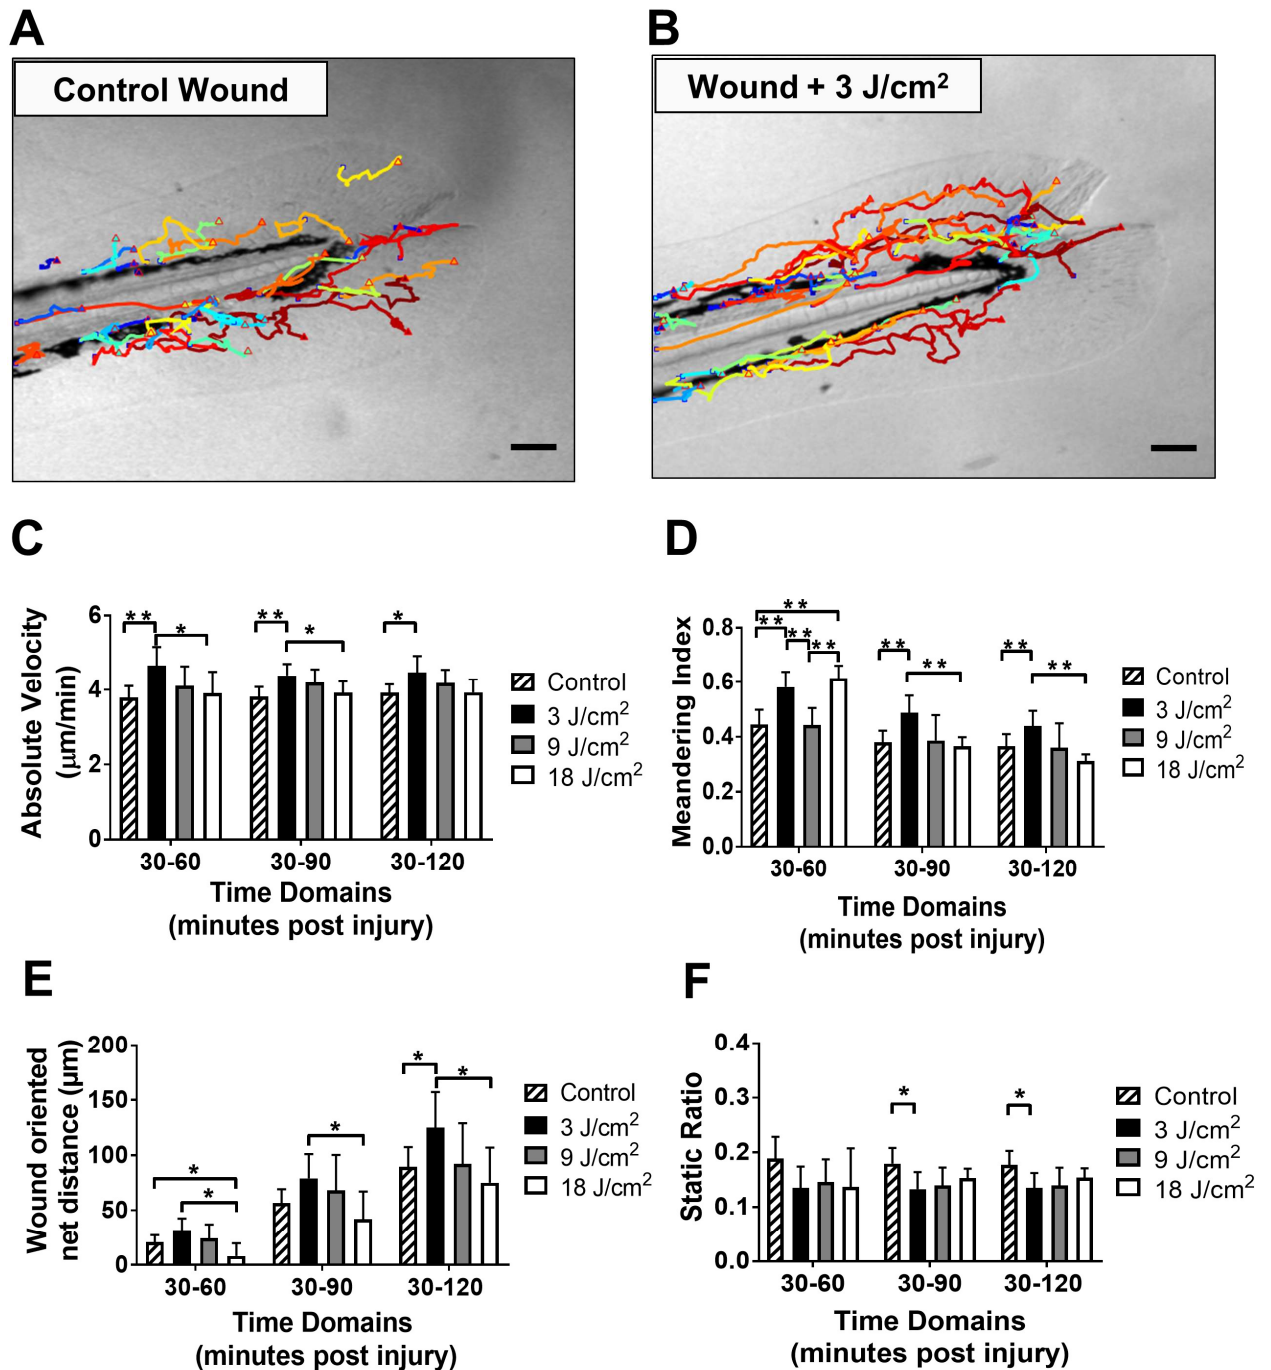 A
B
Control Wound
Wound + 3 J/cm²
C
D
Absolute Velocity
(µm/min)
6
4
2
0
** * ** * *
30-60 30-90 30-120
Time Domains
(minutes post injury)
Control
3 J/cm²
9 J/cm²
18 J/cm²
Meandering Index
0.8
0.6
0.4
0.2
0.0
** ** ** ** ** ** ** **
30-60 30-90 30-120
Time Domains
(minutes post injury)
Control
3 J/cm²
9 J/cm²
18 J/cm²
E
F
Wound oriented
net distance (µm)
200
150
100
50
0
* * * * *
30-60 30-90 30-120
Time Domains
(minutes post injury)
Control
3 J/cm²
9 J/cm²
18 J/cm²
Static Ratio
0.4
0.3
0.2
0.1
0.0
* *
30-60 30-90 30-120
Time Domains
(minutes post injury)
Control
3 J/cm²
9 J/cm²
18 J/cm²